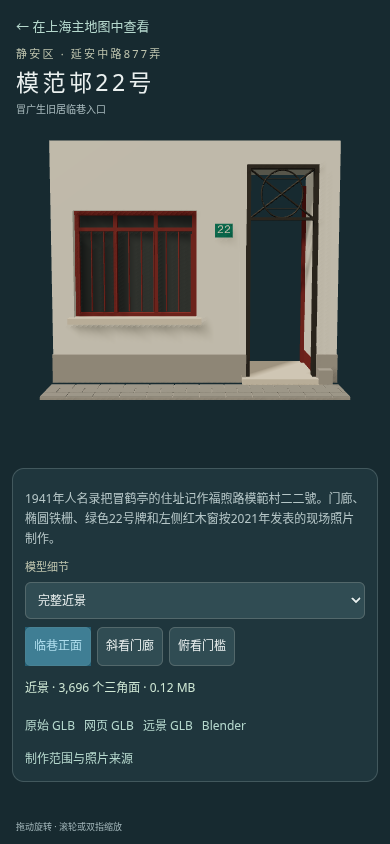 ← 在上海主地图中查看
静安区 · 延安中路877弄
模范邨22号
冒广生旧居临巷入口
22
1941年人名录把冒鹤亭的住址记作福煦路模範村二二號。门廊、
椭圆铁栅、绿色22号牌和左侧红木窗按2021年发表的现场照片
制作。
模型细节
完整近景
临巷正面 斜看门廊 俯看门槛
近景 · 3,696 个三角面 · 0.12 MB
原始 GLB 网页 GLB 远景 GLB Blender
制作范围与照片来源
拖动旋转 · 滚轮或双指缩放